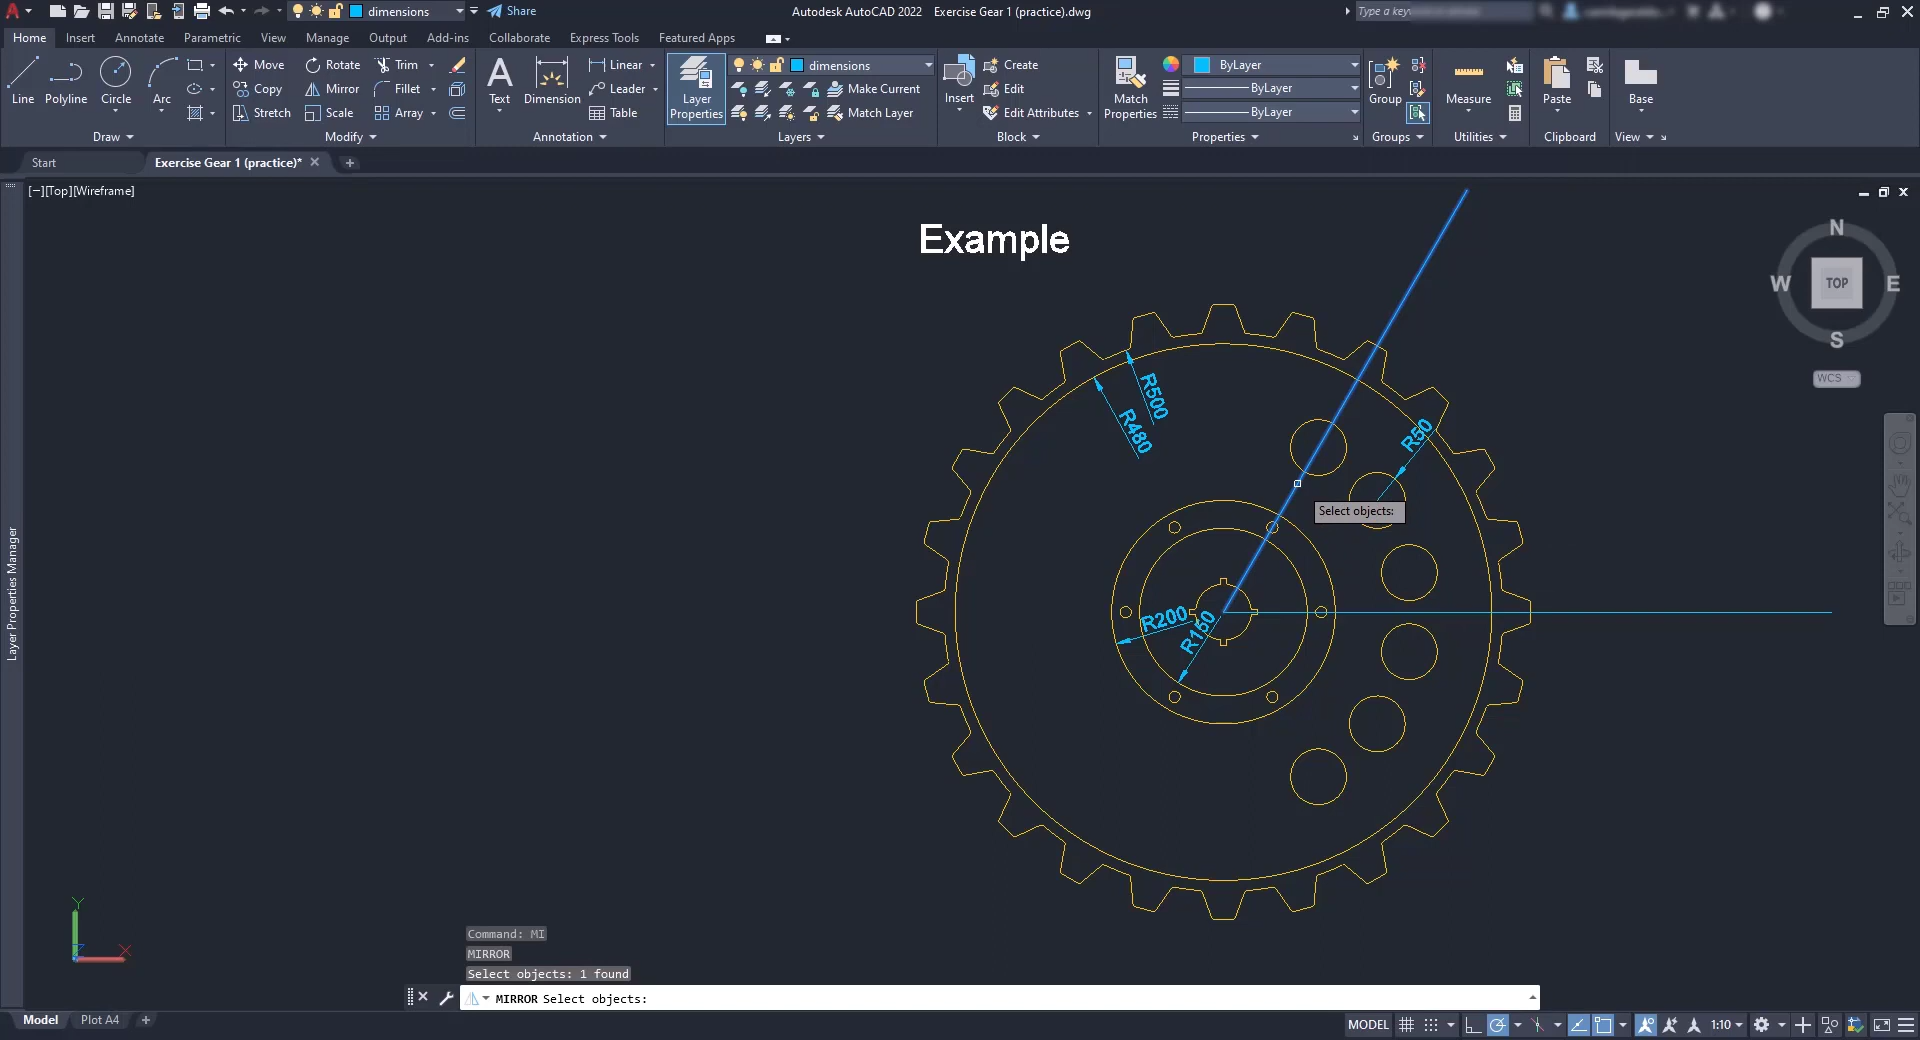 dimensions
Share
Autodesk AutoCAD 2022 Exercise Gear 1 (practice).dwg
Type a key
Home Insert Annotate Parametric View Manage Output Add-ins Collaborate Express Tools Featured Apps
Line Polyline Circle Arc
Draw
Move Rotate Trim
Copy Mirror Fillet
Stretch Scale Array
Modify
Text Dimension
Linear
Leader
Table
Annotation
Layer Properties
dimensions
Make Current
Match Layer
Layers
Insert
Create
Edit
Edit Attributes
Block
Match Properties
ByLayer
ByLayer
ByLayer
Properties
Group
Groups
Measure
Utilities
Paste
Clipboard
Base
View
Start Exercise Gear 1 (practice)*
[−][Top][Wireframe]
Example
N
W TOP E
S
WCS
R500
R480
R50
Select objects:
R200
R150
Layer Properties Manager
Y
X
Command: MI
MIRROR
Select objects: 1 found
MIRROR Select objects:
Model Plot A4
MODEL 1:10